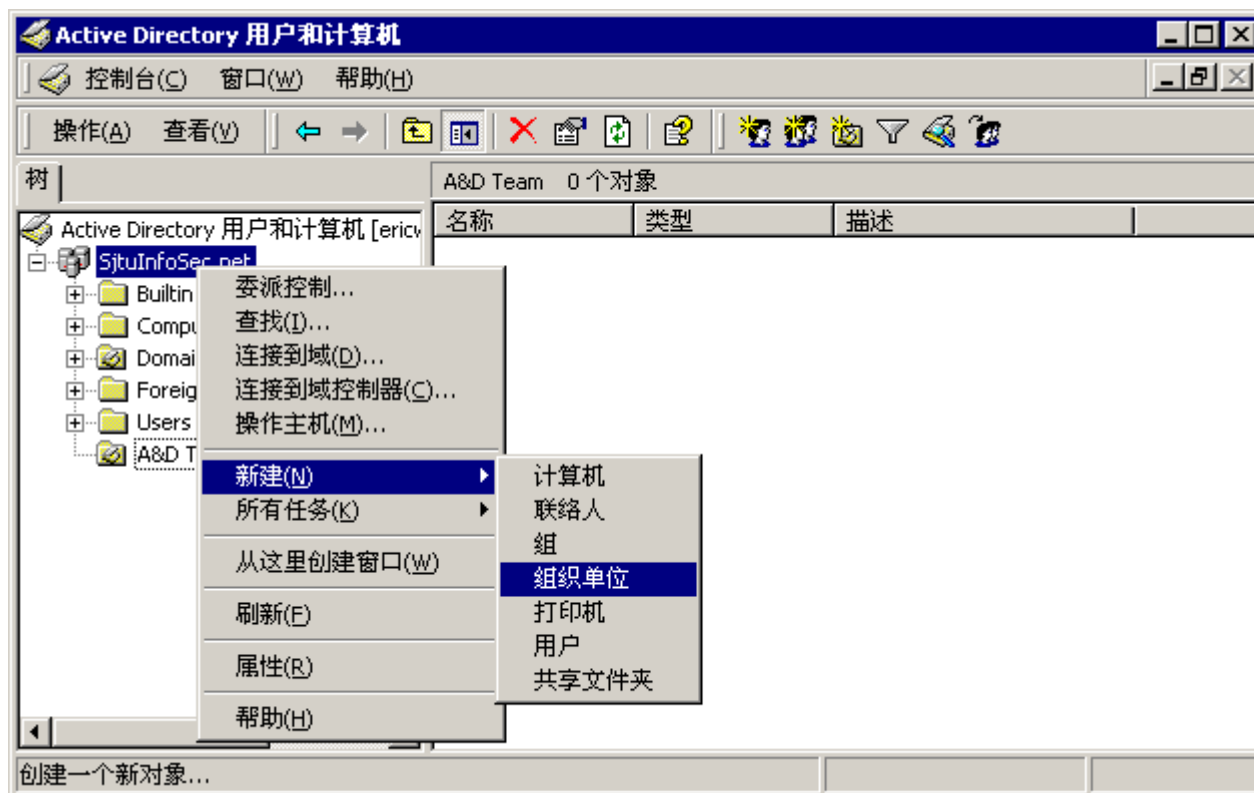 Active Directory 用户和计算机
控制台(C) 窗口(W) 帮助(H)
操作(A) 查看(V)
树
A&D Team 0 个对象
名称 类型 描述
Active Directory 用户和计算机
SjtuInfoSec.net
Builtin
Users
A&D
委派控制...
查找(I)...
连接到域(D)...
连接到域控制器(C)...
操作主机(M)...
新建(N)
所有任务(K)
从这里创建窗口(W)
刷新(F)
属性(R)
帮助(H)
计算机
联络人
组
组织单位
打印机
用户
共享文件夹
创建一个新对象...